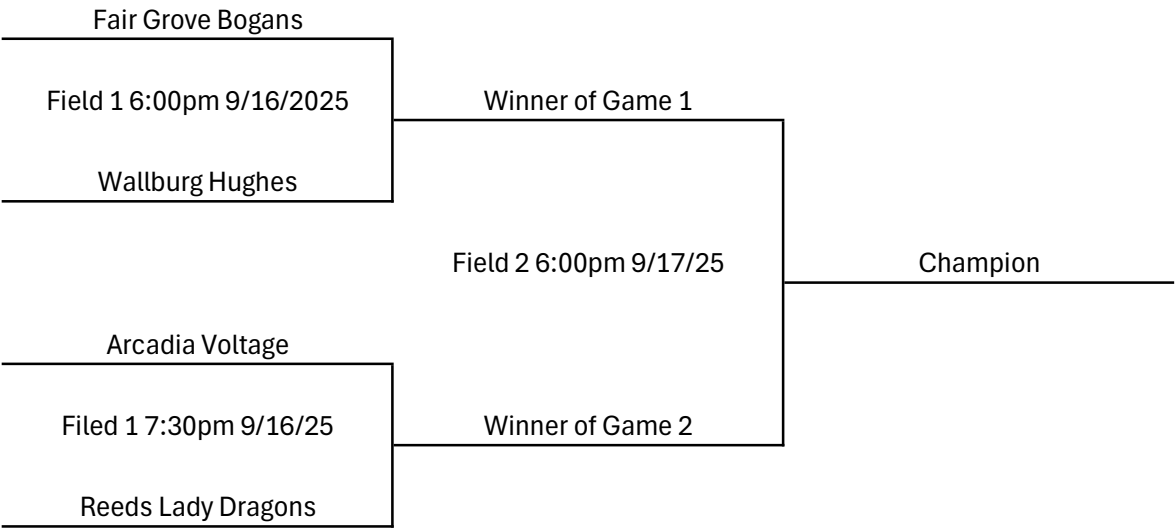 Fair Grove Bogans
Field 1 6:00pm 9/16/2025
Winner of Game 1
Wallburg Hughes
Field 2 6:00pm 9/17/25
Champion
Arcadia Voltage
Filed 1 7:30pm 9/16/25
Winner of Game 2
Reeds Lady Dragons